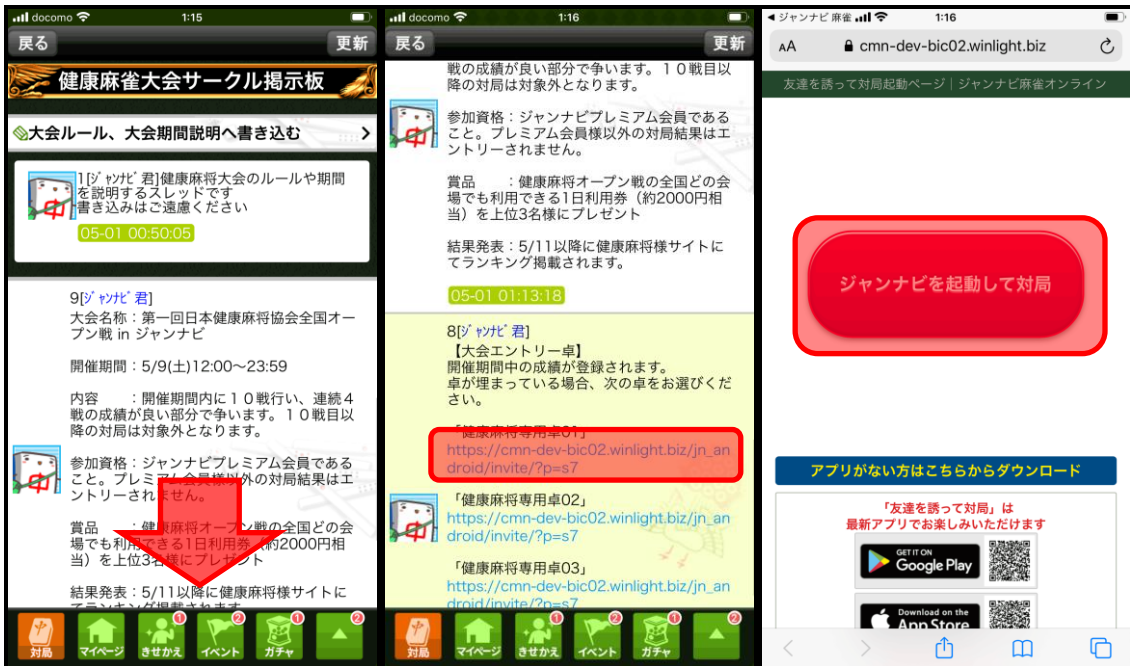 docomo
1:15
戻る
更新
健康麻雀大会サークル掲示板
大会ルール、大会期間説明へ書き込む
1[ｼﾞｬﾝﾅﾋﾞ君]健康麻将大会のルールや期間
を説明するスレッドです
書き込みはご遠慮ください
05-01 00:50:05
9[ｼﾞｬﾝﾅﾋﾞ君]
大会名称：第一回日本健康麻将協会全国オー
プン戦 in ジャンナビ
開催期間：5/9(土)12:00～23:59
内容　　：開催期間内に１０戦行い、連続４
戦の成績が良い部分で争います。１０戦目以
降の対局は対象外となります。
参加資格：ジャンナビプレミアム会員である
こと。プレミアム会員様以外の対局結果はエ
ントリーされません。
賞品　　：健康麻将オープン戦の全国どの会
場でも利用できる1日利用券（約2000円相
当）を上位3名様にプレゼント
結果発表：5/11以降に健康麻将様サイトに
てランキング掲載されます。
対局
マイページ
きせかえ
1
イベント
2
ガチャ
1
2
docomo
1:16
戻る
更新
戦の成績が良い部分で争います。１０戦目以
降の対局は対象外となります。
参加資格：ジャンナビプレミアム会員である
こと。プレミアム会員様以外の対局結果はエ
ントリーされません。
賞品　　：健康麻将オープン戦の全国どの会
場でも利用できる1日利用券（約2000円相
当）を上位3名様にプレゼント
結果発表：5/11以降に健康麻将様サイトに
てランキング掲載されます。
05-01 01:13:18
8[ｼﾞｬﾝﾅﾋﾞ君]
【大会エントリー卓】
開催期間中の成績が登録されます。
卓が埋まっている場合、次の卓をお選びくだ
さい。
「健康麻将専用卓01」
https://cmn-dev-bic02.winlight.biz/jn_an
droid/invite/?p=s7
「健康麻将専用卓02」
https://cmn-dev-bic02.winlight.biz/jn_an
droid/invite/?p=s7
「健康麻将専用卓03」
https://cmn-dev-bic02.winlight.biz/jn_an
droid/invite/?p=s7
対局
マイページ
きせかえ
1
イベント
2
ガチャ
1
2
ジャンナビ麻雀
1:16
AA
cmn-dev-bic02.winlight.biz
友達を誘って対局起動ページ｜ジャンナビ麻雀オンライン
ジャンナビを起動して対局
アプリがない方はこちらからダウンロード
「友達を誘って対局」は
最新アプリでお楽しみいただけます
GET IT ON
Google Play
Download on the
App Store